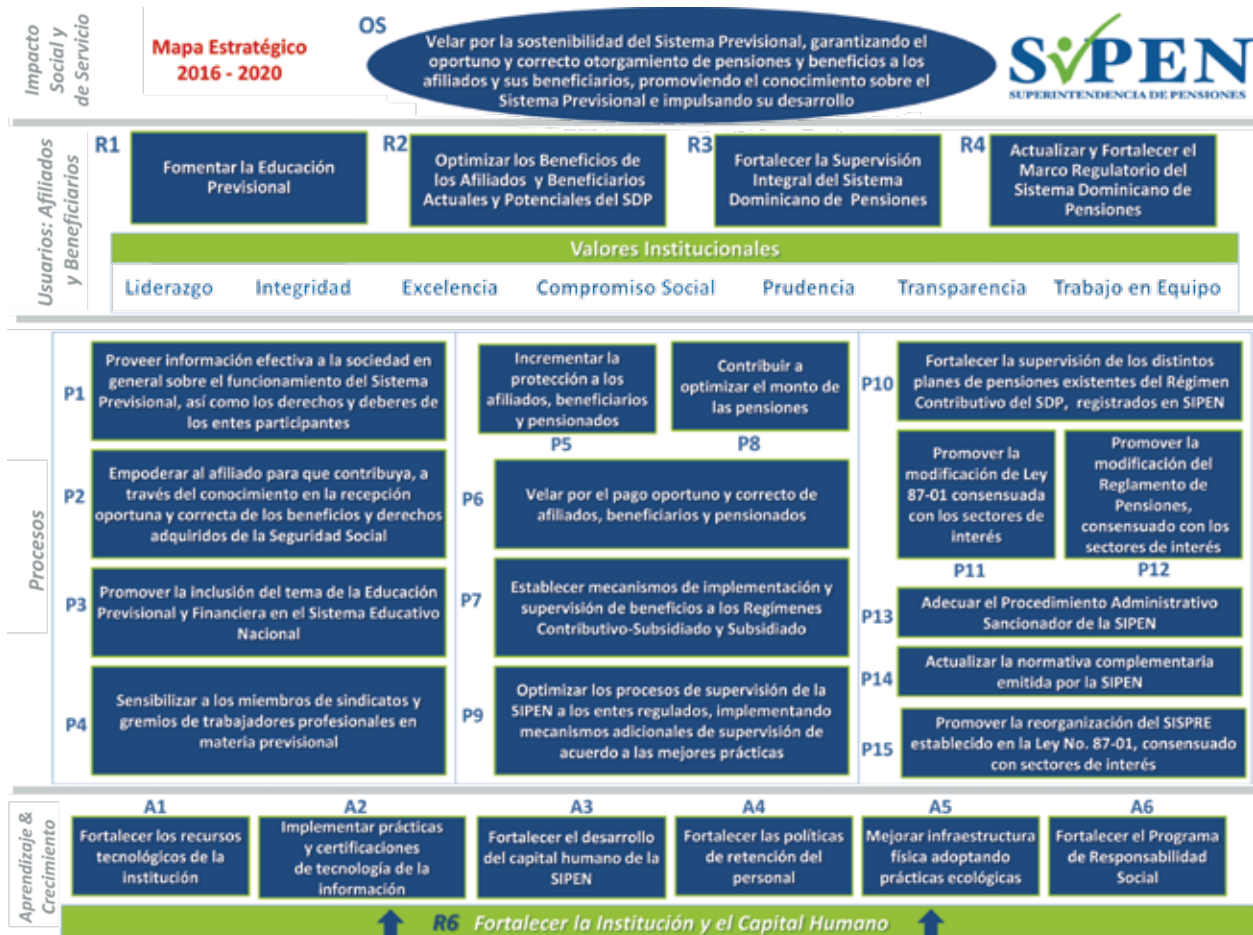 Impacto
Social y
de Servicio
Mapa Estratégico
2016 - 2020
OS
Velar por la sostenibilidad del Sistema Previsional, garantizando el
oportuno y correcto otorgamiento de pensiones y beneficios a los
afiliados y sus beneficiarios, promoviendo el conocimiento sobre el
Sistema Previsional e impulsando su desarrollo
SIPEN
SUPERINTENDENCIA DE PENSIONES
Usuarios: Afiliados
y Beneficiarios
R1
Fomentar la Educación
Previsional
R2
Optimizar los Beneficios de
los Afiliados y Beneficiarios
Actuales y Potenciales del SDP
R3
Fortalecer la Supervisión
Integral del Sistema
Dominicano de Pensiones
R4
Actualizar y Fortalecer el
Marco Regulatorio del
Sistema Dominicano de
Pensiones
Valores Institucionales
Liderazgo Integridad Excelencia Compromiso Social Prudencia Transparencia Trabajo en Equipo
Procesos
P1
Proveer información efectiva a la sociedad en
general sobre el funcionamiento del Sistema
Previsional, así como los derechos y deberes de
los entes participantes
P2
Empoderar al afiliado para que contribuya, a
través del conocimiento en la recepción
oportuna y correcta de los beneficios y derechos
adquiridos de la Seguridad Social
P3
Promover la inclusión del tema de la Educación
Previsional y Financiera en el Sistema Educativo
Nacional
P4
Sensibilizar a los miembros de sindicatos y
gremios de trabajadores profesionales en
materia previsional
Incrementar la
protección a los
afiliados, beneficiarios
y pensionados
P5
Contribuir a
optimizar el monto de
las pensiones
P8
P6
Velar por el pago oportuno y correcto de
afiliados, beneficiarios y pensionados
P7
Establecer mecanismos de implementación y
supervisión de beneficios a los Regímenes
Contributivo-Subsidiado y Subsidiado
P9
Optimizar los procesos de supervisión de la
SIPEN a los entes regulados, implementando
mecanismos adicionales de supervisión de
acuerdo a las mejores prácticas
P10
Fortalecer la supervisión de los distintos
planes de pensiones existentes del Régimen
Contributivo del SDP, registrados en SIPEN
Promover la
modificación de Ley
87-01 consensuada
con los sectores de
interés
P11
Promover la
modificación del
Reglamento de
Pensiones,
consensuado con los
sectores de interés
P12
P13
Adecuar el Procedimiento Administrativo
Sancionador de la SIPEN
P14
Actualizar la normativa complementaria
emitida por la SIPEN
P15
Promover la reorganización del SISPRE
establecido en la Ley No. 87-01, consensuado
con sectores de interés
Aprendizaje &
Crecimiento
A1
Fortalecer los recursos
tecnológicos de la
institución
A2
Implementar prácticas
y certificaciones
de tecnología de la
información
A3
Fortalecer el desarrollo
del capital humano de la
SIPEN
A4
Fortalecer las políticas
de retención del
personal
A5
Mejorar infraestructura
física adoptando
prácticas ecológicas
A6
Fortalecer el Programa
de Responsabilidad
Social
R6 Fortalecer la Institución y el Capital Humano